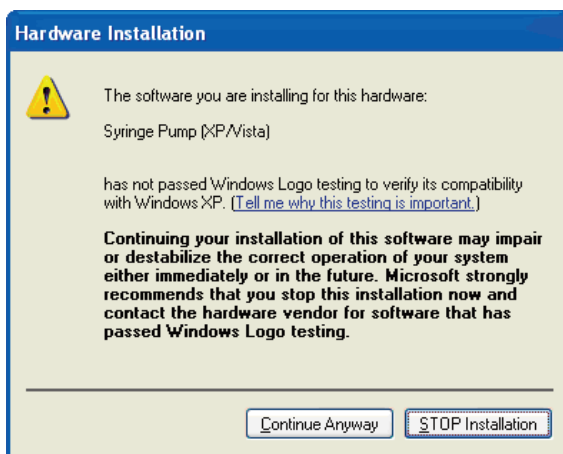 Hardware Installation
The software you are installing for this hardware:
Syringe Pump (XP/Vista)
has not passed Windows Logo testing to verify its compatibility
with Windows XP. (Tell me why this testing is important.)
Continuing your installation of this software may impair
or destabilize the correct operation of your system
either immediately or in the future. Microsoft strongly
recommends that you stop this installation now and
contact the hardware vendor for software that has
passed Windows Logo testing.
Continue Anyway
STOP Installation